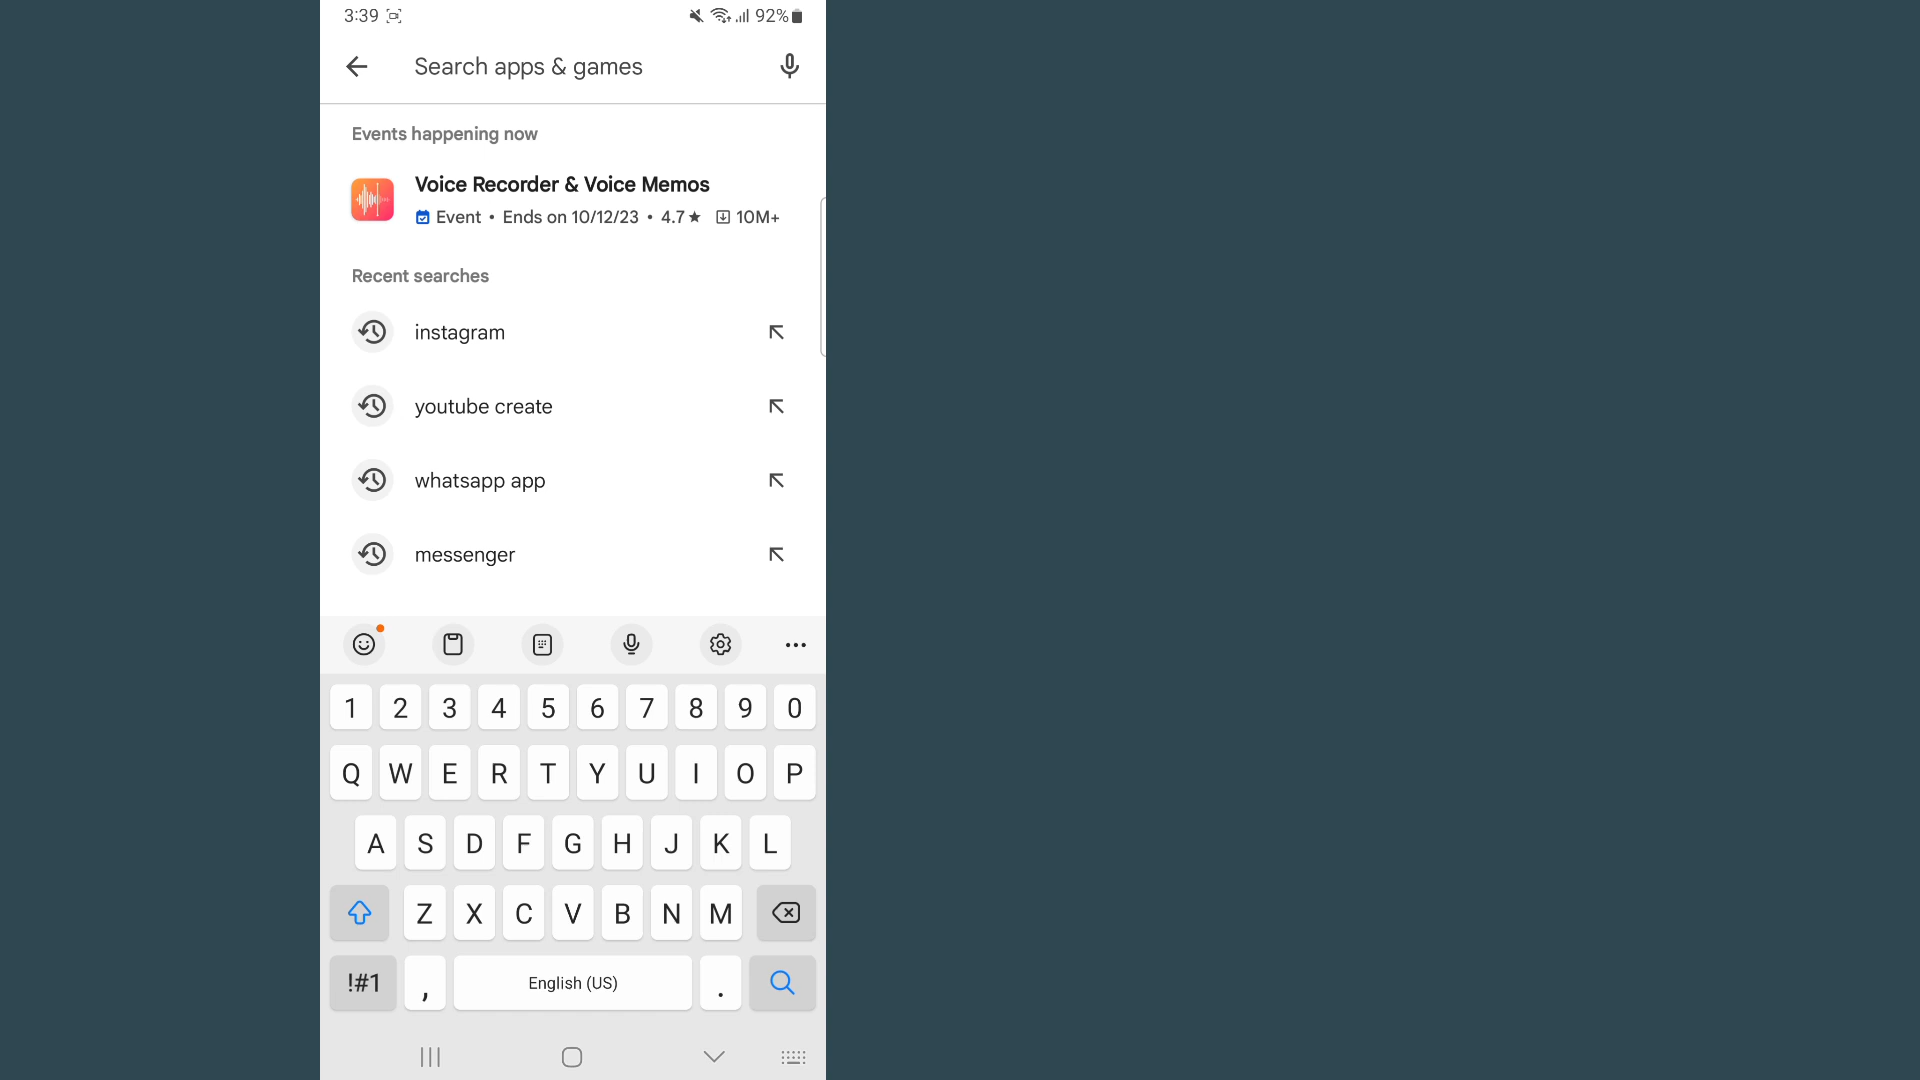 3:39 92%
Search apps & games
Events happening now
Voice Recorder & Voice Memos
Event • Ends on 10/12/23 • 4.7★ 10M+
Recent searches
instagram
youtube create
whatsapp app
messenger
1 2 3 4 5 6 7 8 9 0
Q W E R T Y U I O P
A S D F G H J K L
Z X C V B N M
!#1 , English (US) .